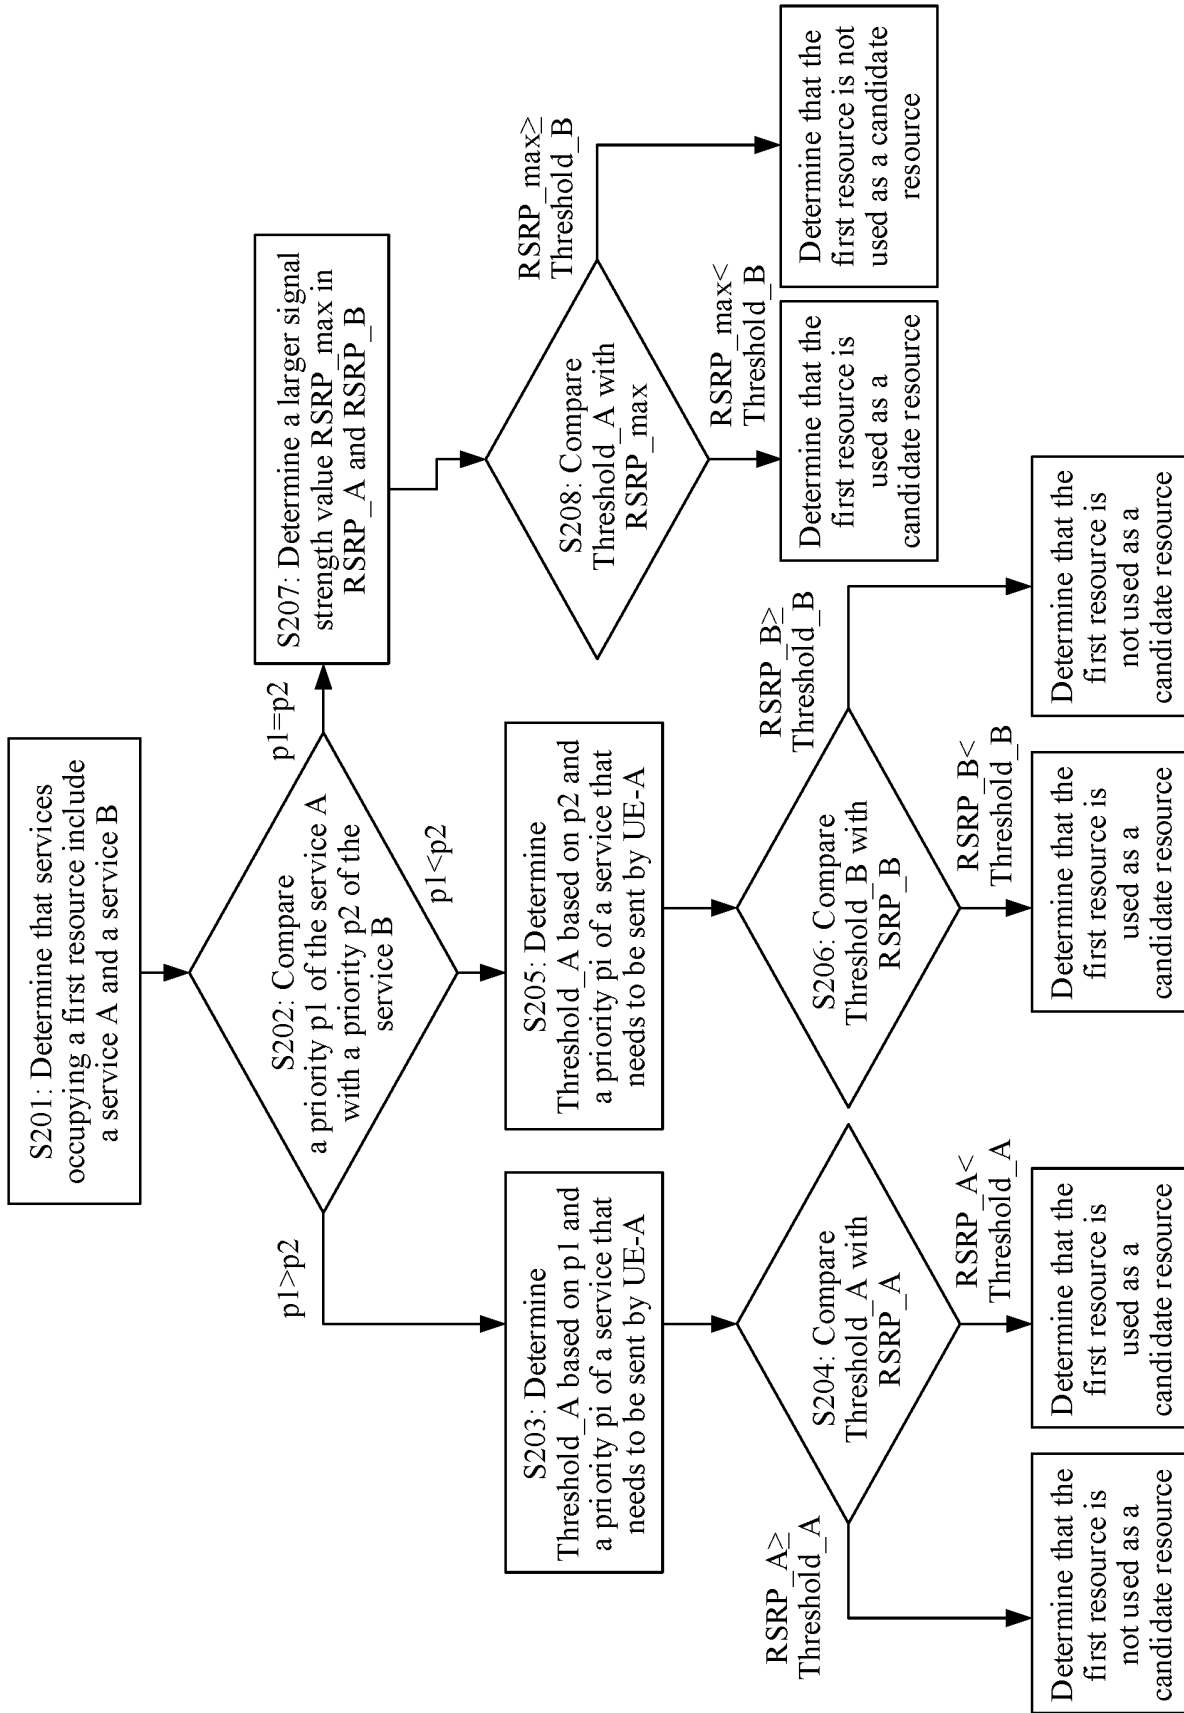 S201: Determine that services
occupying a first resource include
a service A and a service B
S202: Compare
a priority p1 of the service A
with a priority p2 of the
service B
p1>p2
p1<p2
p1=p2
S203: Determine
Threshold_A based on p1 and
a priority pi of a service that
needs to be sent by UE-A
S205: Determine
Threshold_A based on p2 and
a priority pi of a service that
needs to be sent by UE-A
S207: Determine a larger signal
strength value RSRP_max in
RSRP_A and RSRP_B
S204: Compare
Threshold_A with
RSRP_A
RSRP_A≥
Threshold_A
RSRP_A<
Threshold_A
Determine that the
first resource is
not used as a
candidate resource
Determine that the
first resource is
used as a
candidate resource
S206: Compare
Threshold_B with
RSRP_B
RSRP_B≥
Threshold_B
RSRP_B<
Threshold_B
Determine that the
first resource is
used as a
candidate resource
Determine that the
first resource is
not used as a
candidate resource
S208: Compare
Threshold_A with
RSRP_max
RSRP_max≥
Threshold_B
RSRP_max<
Threshold_B
Determine that the
first resource is
used as a
candidate resource
Determine that the
first resource is not
used as a candidate
resource